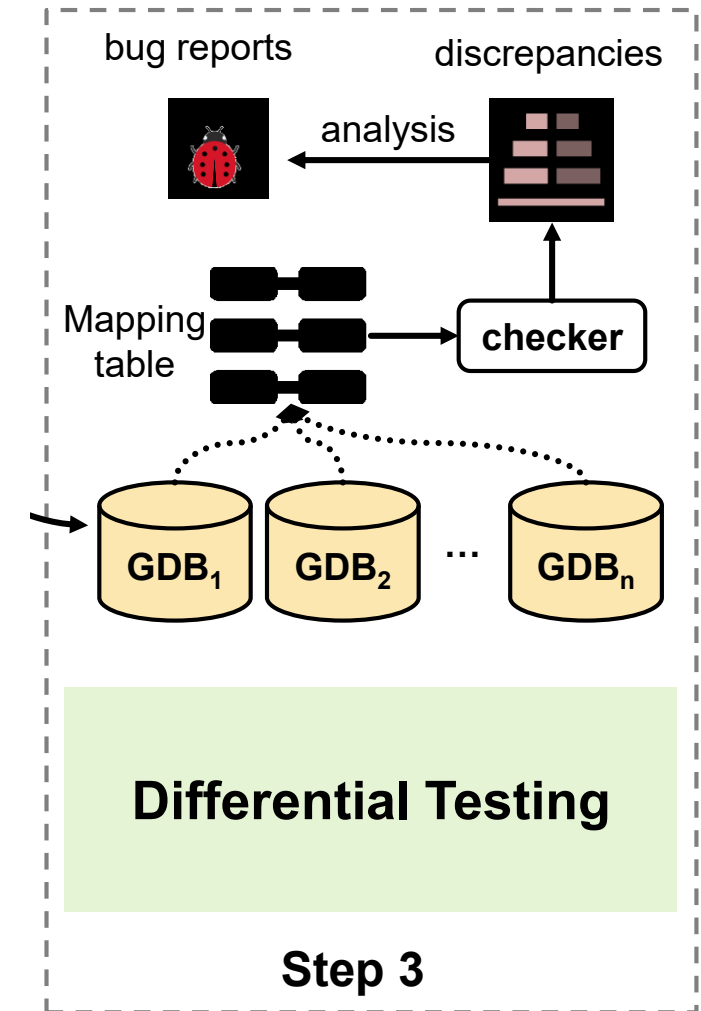 bug reports
discrepancies
analysis
Mapping
table
checker
GDB₁
GDB₂
...
GDBₙ
Differential Testing
Step 3